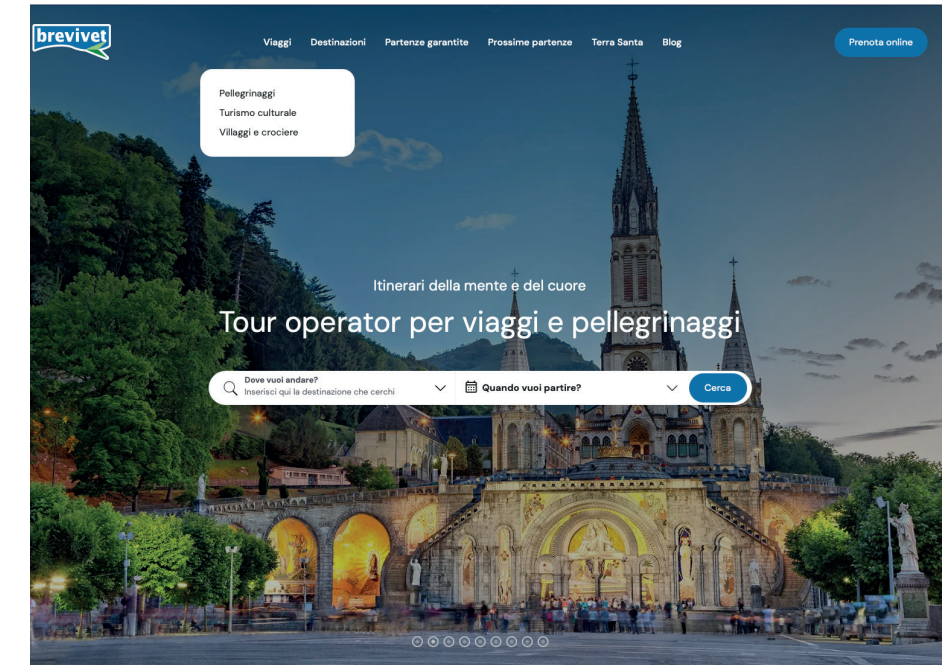 brevivet
Viaggi Destinazioni Partenze garantite Prossime partenze Terra Santa Blog
Prenota online
Pellegrinaggi
Turismo culturale
Villaggi e crociere
Itinerari della mente e del cuore
Tour operator per viaggi e pellegrinaggi
Dove vuoi andare?
Inserisci qui la destinazione che cerchi
Quando vuoi partire?
Cerca